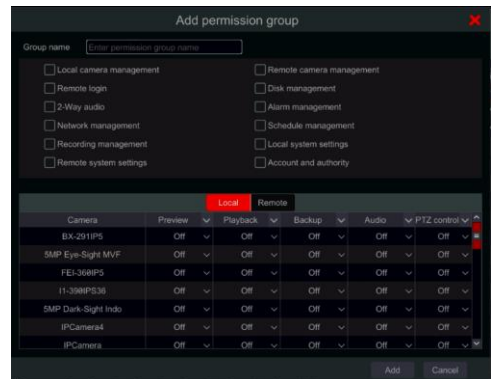 Add permission group
Group name Enter permission group name
Local camera management Remote camera management
Remote login Disk management
2-Way audio Alarm management
Network management Schedule management
Recording management Local system settings
Remote system settings Account and authority
Local Remote
Camera Preview Playback Backup Audio PTZ control
BX-291IP5 Off Off Off Off Off
5MP Eye-Sight MVF Off Off Off Off Off
FEI-360IP5 Off Off Off Off Off
I1-390IPS36 Off Off Off Off Off
5MP Dark-Sight Indo Off Off Off Off Off
IPCamera4 Off Off Off Off Off
IPCamera Off Off Off Off Off
Add Cancel